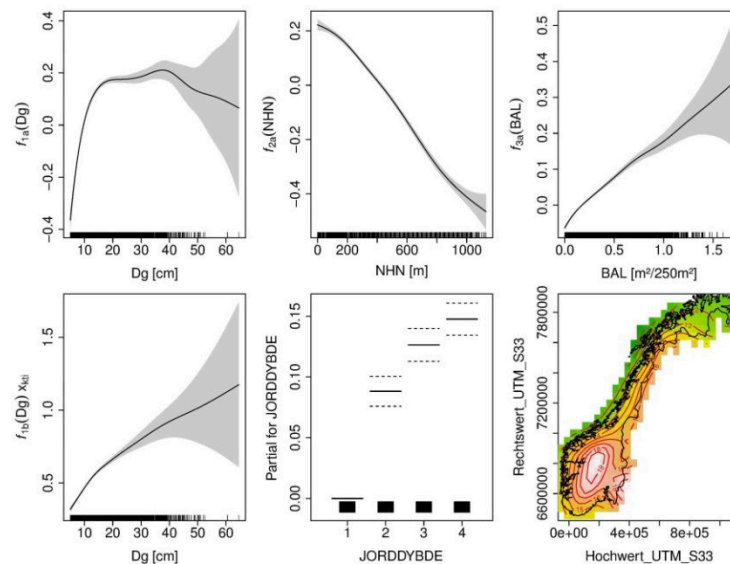 f1a(Dg)
0.4
0.2
0.0
-0.2
-0.4
10 20 30 40 50 60
Dg [cm]
f2a(NHN)
0.2
0.0
-0.2
-0.4
0 200 400 600 1000
NHN [m]
f3a(BAL)
0.5
0.4
0.3
0.2
0.1
0.0
0.0 0.5 1.0 1.5
BAL [m²/250m²]
f1b(Dg) xkti
1.5
1.0
0.5
10 20 30 40 50 60
Dg [cm]
Partial for JORDDYBDE
0.15
0.10
0.05
0.00
1 2 3 4
JORDDYBDE
Rechtswert_UTM_S33
7800000
7200000
6600000
0e+00 4e+05 8e+05
Hochwert_UTM_S33